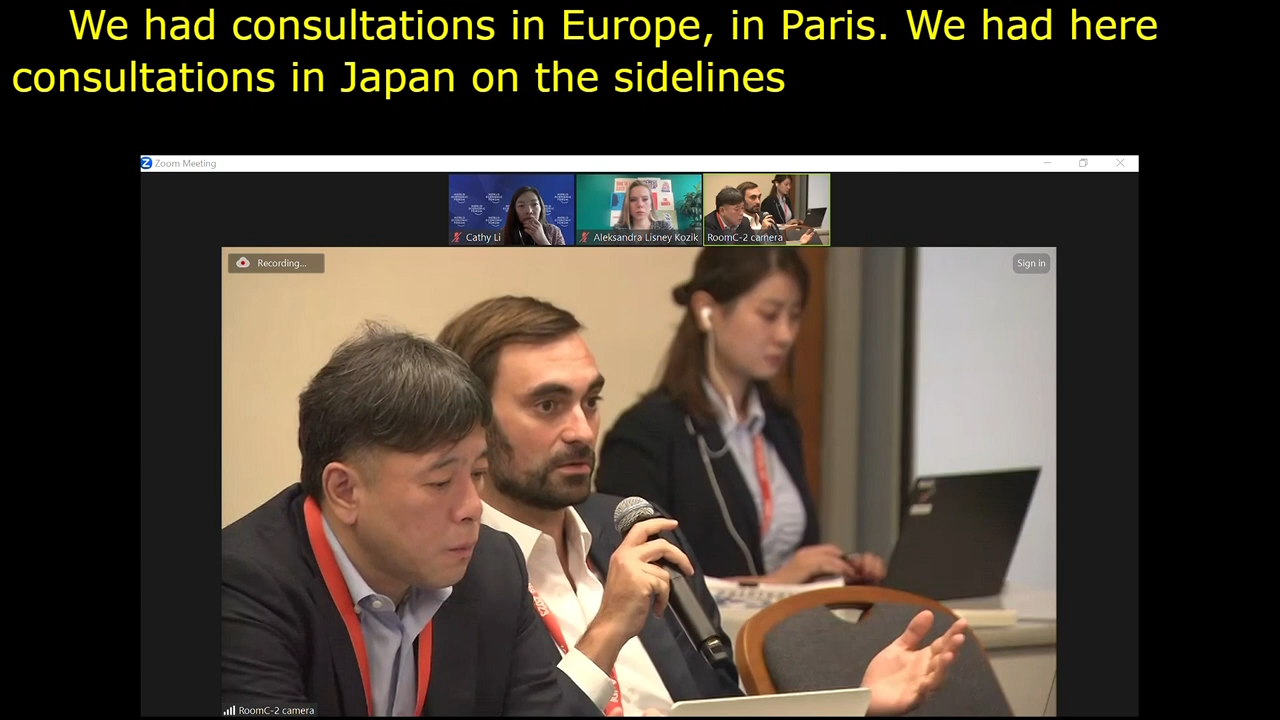 We had consultations in Europe, in Paris. We had here
consultations in Japan on the sidelines
Zoom Meeting
Cathy Li
Aleksandra Lisney Kozik
RoomC-2 camera
Recording...
Sign in
RoomC-2 camera